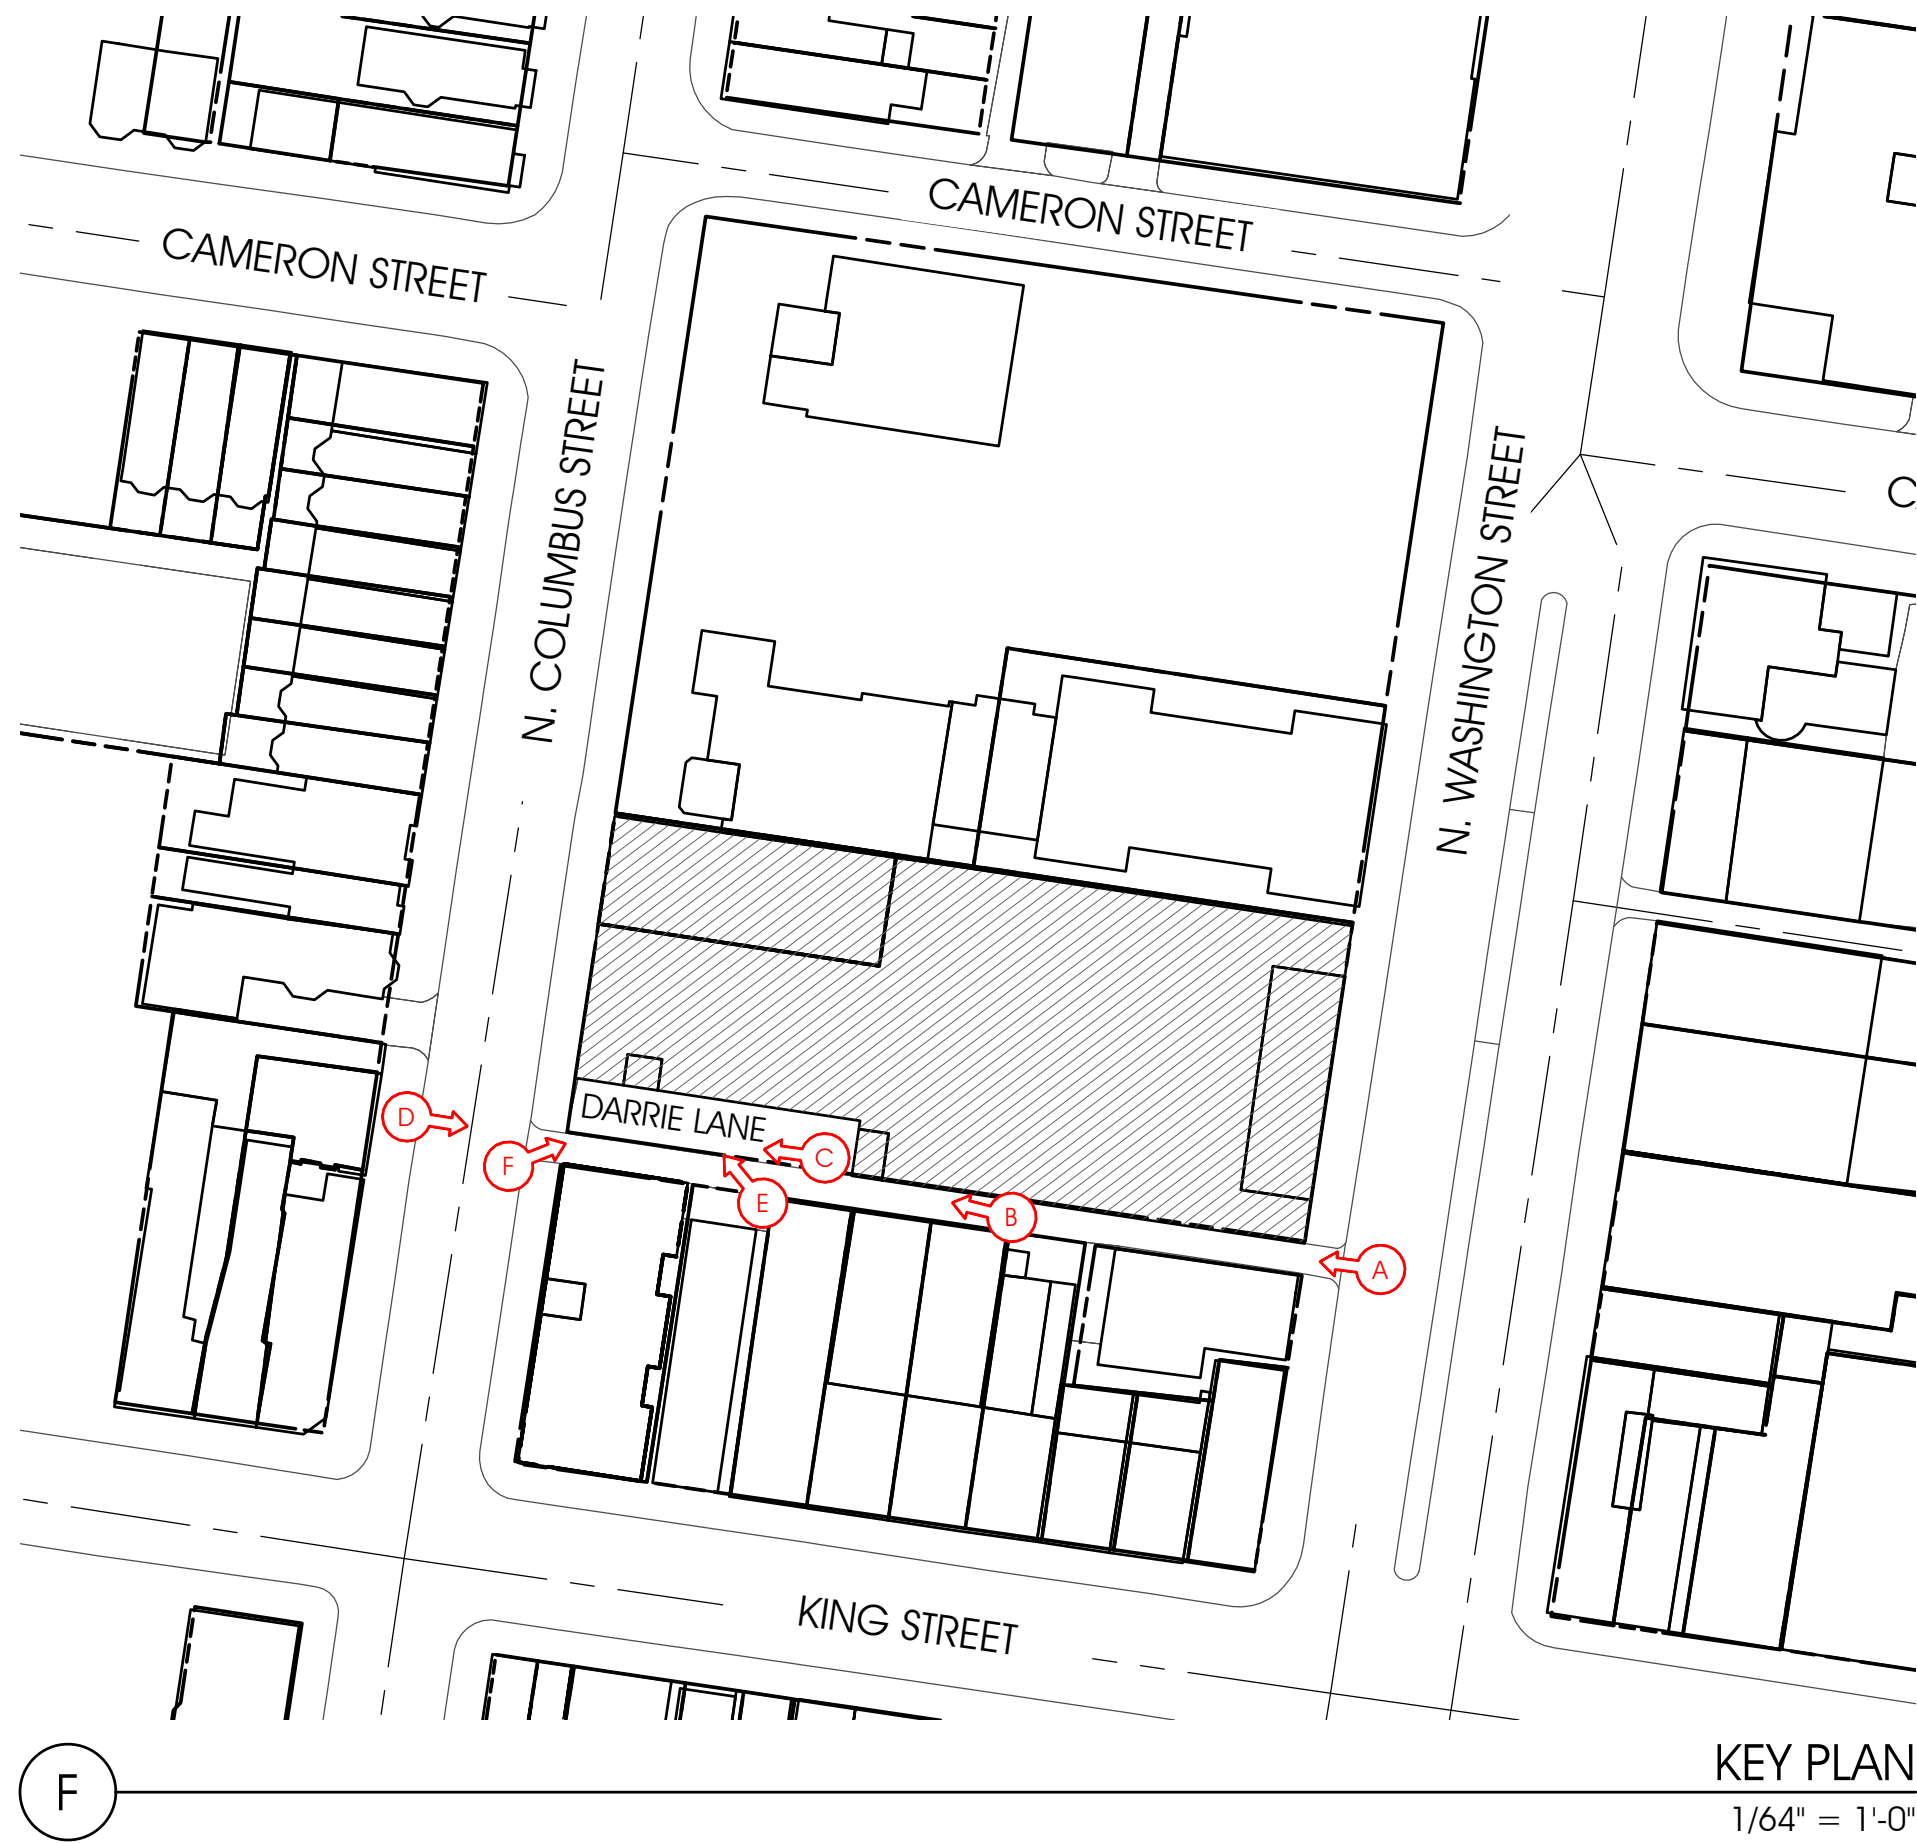 CAMERON STREET
CAMERON STREET
N. COLUMBUS STREET
N. WASHINGTON STREET
C
DARRIE LANE
D
F
C
E
B
A
KING STREET
F
KEY PLAN
1/64" = 1'-0"